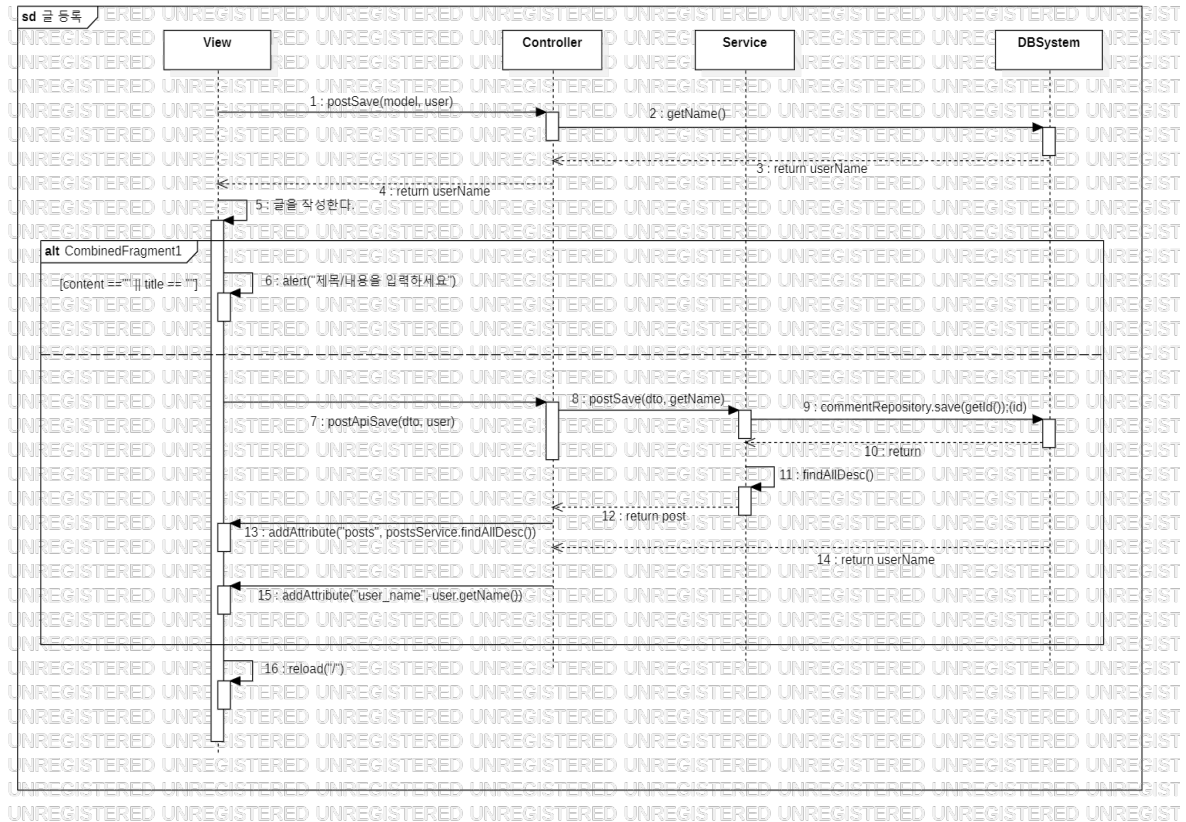 sd 글 등록
View
Controller
Service
DBSystem
1 : postSave(model, user)
2 : getName()
3 : return userName
4 : return userName
5 : 글을 작성한다.
alt CombinedFragment1
[content =="" || title == ""]
6 : alert("제목/내용을 입력하세요")
7 : postApiSave(dto, user)
8 : postSave(dto, getName)
9 : commentRepository.save(getId());(id)
10 : return
11 : findAllDesc()
12 : return post
13 : addAttribute("posts", postsService.findAllDesc())
14 : return userName
15 : addAttribute("user_name", user.getName())
16 : reload("/")
UNREGISTERED